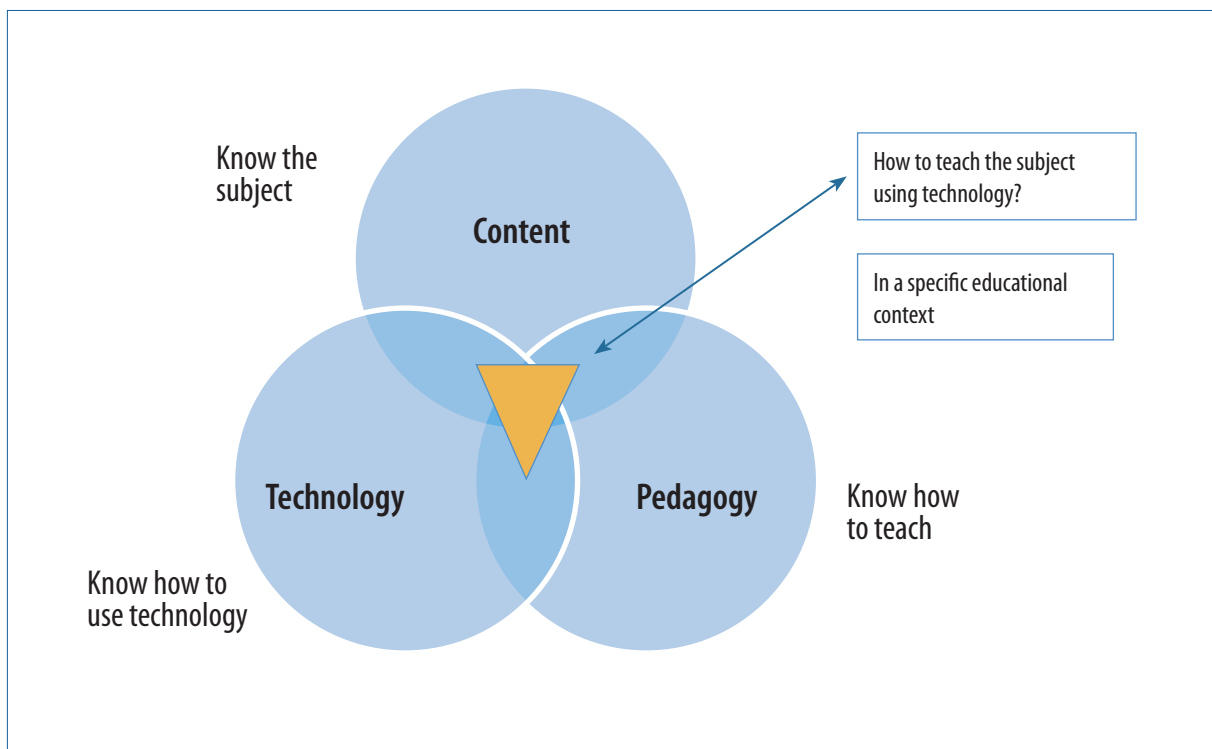 Know the
subject
Content
How to teach the subject
using technology?
In a specific educational
context
Technology
Pedagogy
Know how
to teach
Know how to
use technology